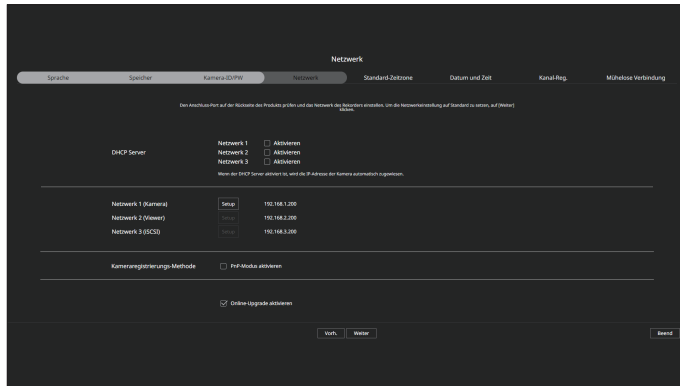 Netzwerk
Sprache Speicher Kamera-ID/PW Netzwerk Standard-Zeitzone Datum und Zeit Kanal-Reg. Mühelose Verbindung
Den Anschluss-Port auf der Rückseite des Produkts prüfen und das Netzwerk des Rekorders einstellen. Um die Netzwerkeinstellung auf Standard zu setzen, auf [Weiter]
klicken.
Netzwerk 1 Aktivieren
DHCP Server Netzwerk 2 Aktivieren
Netzwerk 3 Aktivieren
Wenn der DHCP Server aktiviert ist, wird die IP-Adresse der Kamera automatisch zugewiesen.
Netzwerk 1 (Kamera) Setup 192.168.1.200
Netzwerk 2 (Viewer) Setup 192.168.2.200
Netzwerk 3 (iSCSI) Setup 192.168.3.200
Kameraregistrierungs-Methode PnP-Modus aktivieren
Online-Upgrade aktivieren
Vorh. Weiter Beend